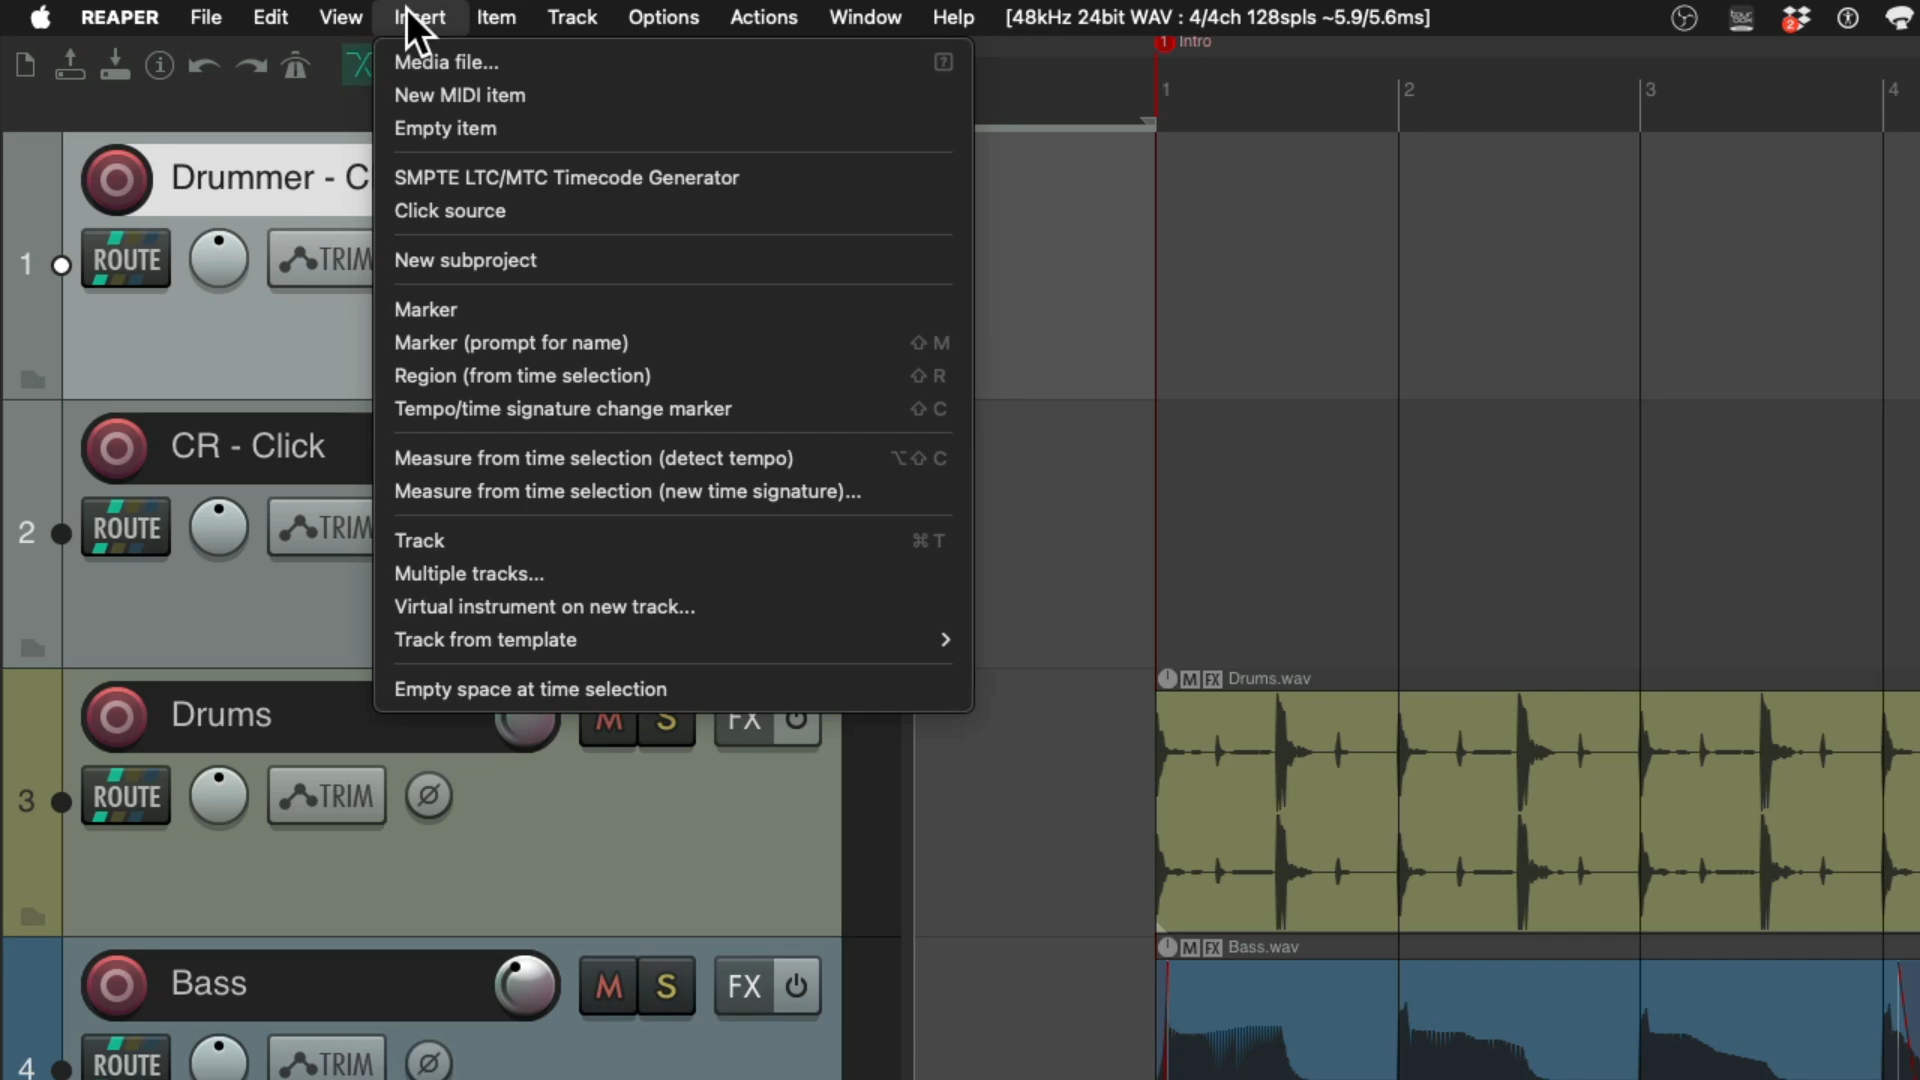 REAPER File Edit View Insert Item Track Options Actions Window Help [48kHz 24bit WAV : 4/4ch 128spls ~5.9/5.6ms]
2
1 Intro
1 2 3 4
Media file...
New MIDI item
Empty item
SMPTE LTC/MTC Timecode Generator
Click source
New subproject
Marker
Marker (prompt for name) ⇧ M
Region (from time selection) ⇧ R
Tempo/time signature change marker ⇧ C
Measure from time selection (detect tempo) ⌥⇧ C
Measure from time selection (new time signature)...
Track ⌘ T
Multiple tracks...
Virtual instrument on new track...
Track from template
Empty space at time selection
Drummer - C
1 ROUTE TRIM
CR - Click
2 ROUTE TRIM
Drums M S FX
3 ROUTE TRIM
Bass M S FX
4 ROUTE TRIM
M FX Drums.wav
M FX Bass.wav